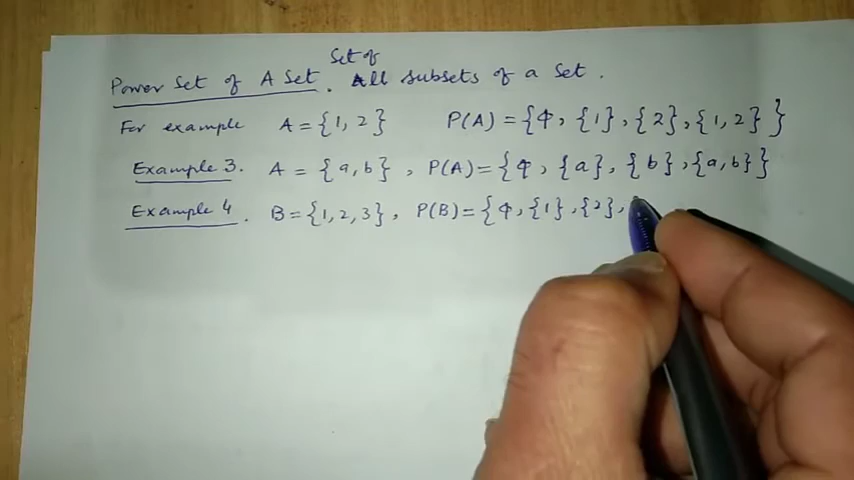 Set of
Power Set of A Set. All subsets of a Set.
For example A = {1, 2} P(A) = {φ, {1}, {2}, {1, 2} }
Example 3. A = {a, b}, P(A) = {φ, {a}, {b}, {a, b} }
Example 4. B = {1, 2, 3}, P(B) = {φ, {1}, {2}, {